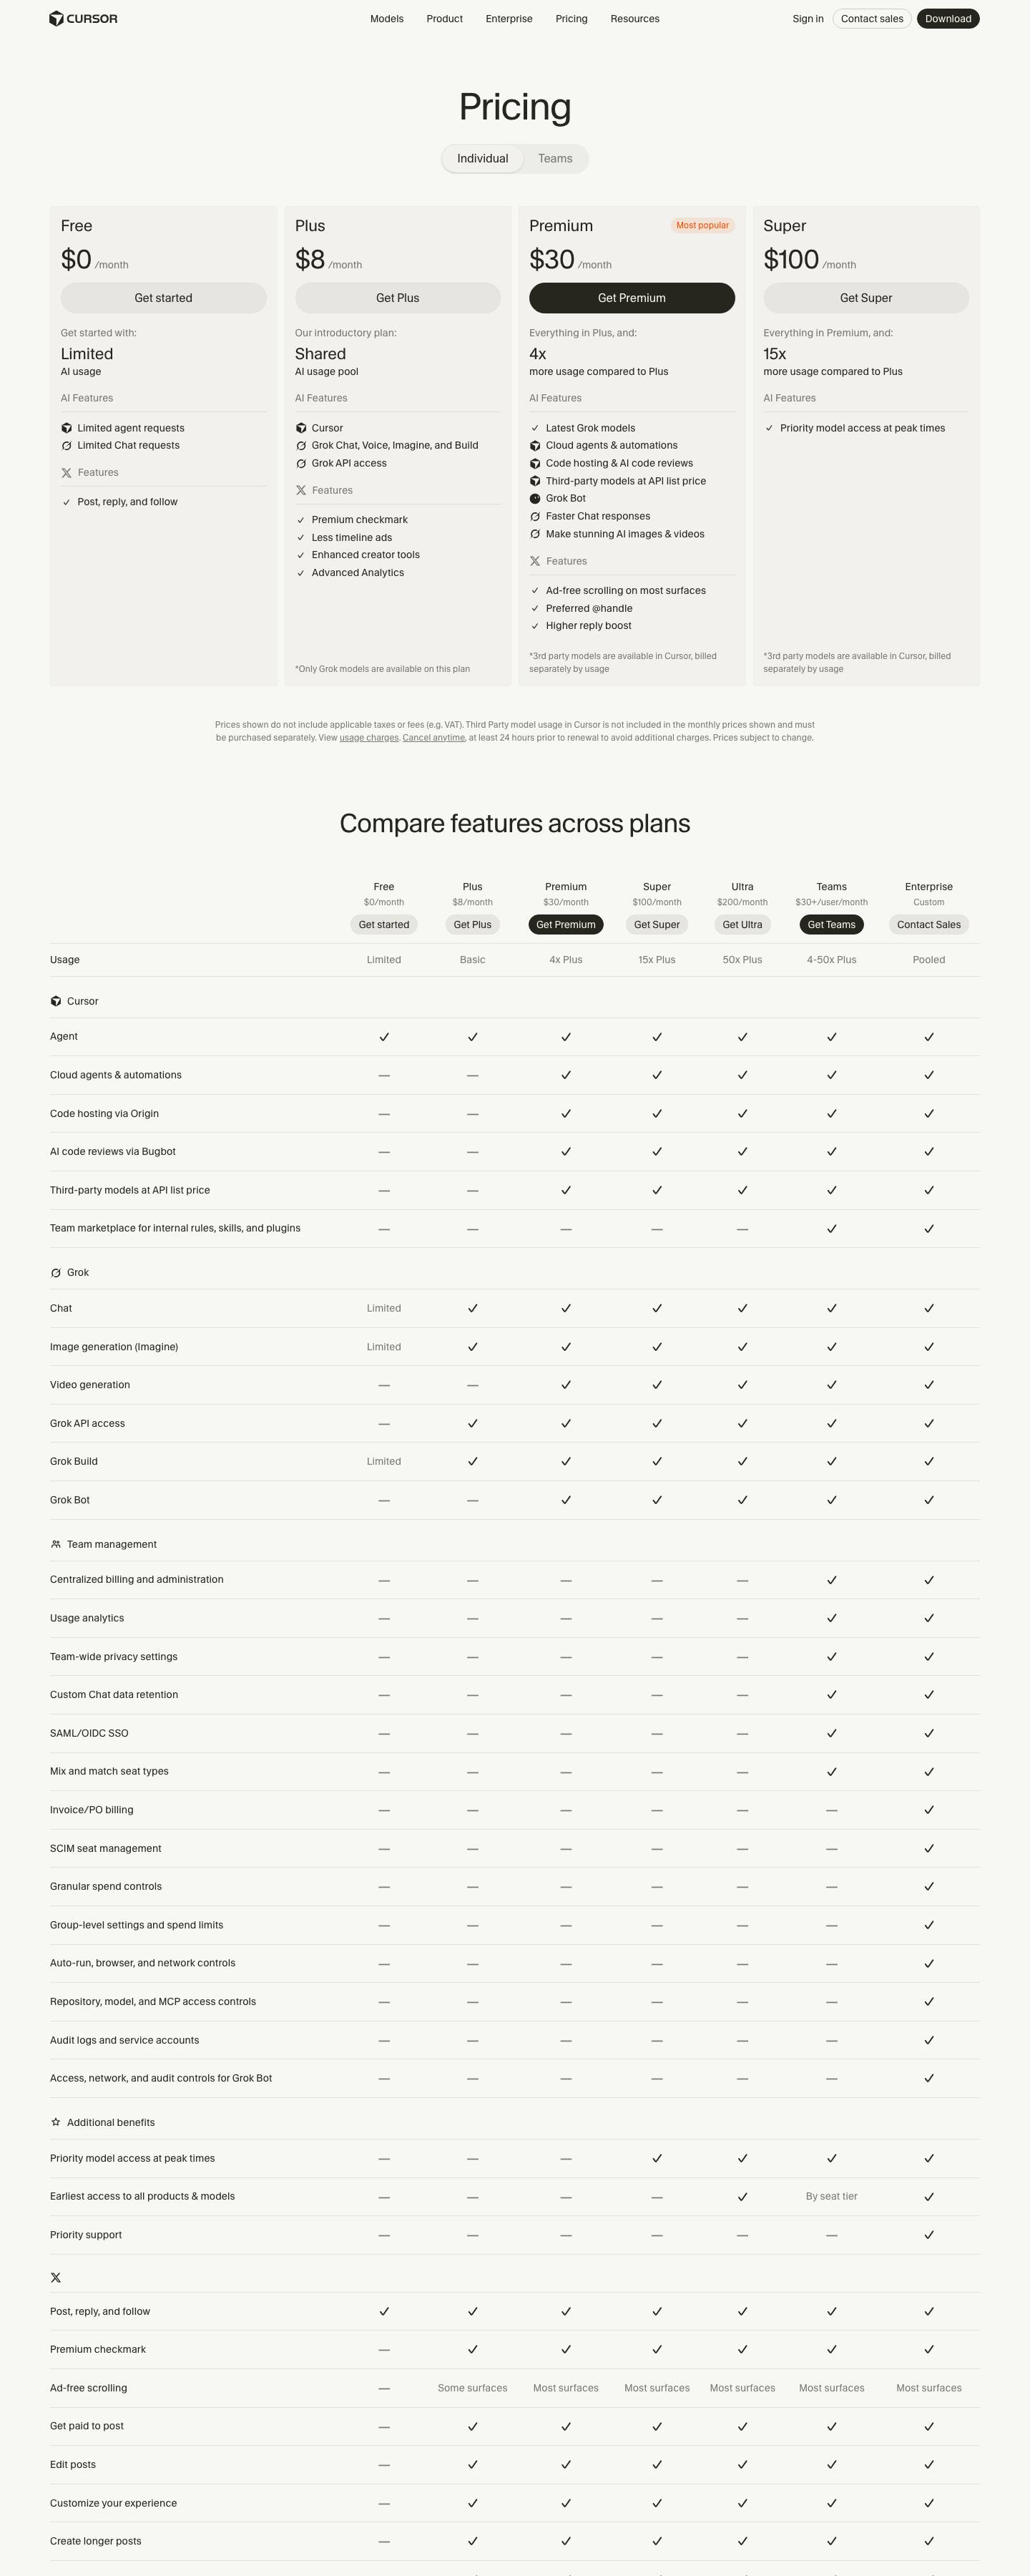 CURSOR
Models Product Enterprise Pricing Resources
Sign in Contact sales Download
Pricing
Individual Teams
Free
$0 /month
Get started
Get started with:
Limited
AI usage
AI Features
Limited agent requests
Limited Chat requests
X Features
Post, reply, and follow
Plus
$8 /month
Get Plus
Our introductory plan:
Shared
AI usage pool
AI Features
Cursor
Grok Chat, Voice, Imagine, and Build
Grok API access
X Features
Premium checkmark
Less timeline ads
Enhanced creator tools
Advanced Analytics
*Only Grok models are available on this plan
Premium Most popular
$30 /month
Get Premium
Everything in Plus, and:
4x
more usage compared to Plus
AI Features
Latest Grok models
Cloud agents & automations
Code hosting & AI code reviews
Third-party models at API list price
Grok Bot
Faster Chat responses
Make stunning AI images & videos
X Features
Ad-free scrolling on most surfaces
Preferred @handle
Higher reply boost
*3rd party models are available in Cursor, billed
separately by usage
Super
$100 /month
Get Super
Everything in Premium, and:
15x
more usage compared to Plus
AI Features
Priority model access at peak times
*3rd party models are available in Cursor, billed
separately by usage
Prices shown do not include applicable taxes or fees (e.g. VAT). Third Party model usage in Cursor is not included in the monthly prices shown and must
be purchased separately. View usage charges. Cancel anytime, at least 24 hours prior to renewal to avoid additional charges. Prices subject to change.
Compare features across plans
Free Plus Premium Super Ultra Teams Enterprise
$0/month $8/month $30/month $100/month $200/month $30+/user/month Custom
Get started Get Plus Get Premium Get Super Get Ultra Get Teams Contact Sales
Usage Limited Basic 4x Plus 15x Plus 50x Plus 4-50x Plus Pooled
Cursor
Agent ✓ ✓ ✓ ✓ ✓ ✓ ✓
Cloud agents & automations — — ✓ ✓ ✓ ✓ ✓
Code hosting via Origin — — ✓ ✓ ✓ ✓ ✓
AI code reviews via Bugbot — — ✓ ✓ ✓ ✓ ✓
Third-party models at API list price — — ✓ ✓ ✓ ✓ ✓
Team marketplace for internal rules, skills, and plugins — — — — — ✓ ✓
Grok
Chat Limited ✓ ✓ ✓ ✓ ✓ ✓
Image generation (Imagine) Limited ✓ ✓ ✓ ✓ ✓ ✓
Video generation — — ✓ ✓ ✓ ✓ ✓
Grok API access — ✓ ✓ ✓ ✓ ✓ ✓
Grok Build Limited ✓ ✓ ✓ ✓ ✓ ✓
Grok Bot — — ✓ ✓ ✓ ✓ ✓
Team management
Centralized billing and administration — — — — — ✓ ✓
Usage analytics — — — — — ✓ ✓
Team-wide privacy settings — — — — — ✓ ✓
Custom Chat data retention — — — — — ✓ ✓
SAML/OIDC SSO — — — — — ✓ ✓
Mix and match seat types — — — — — ✓ ✓
Invoice/PO billing — — — — — — ✓
SCIM seat management — — — — — — ✓
Granular spend controls — — — — — — ✓
Group-level settings and spend limits — — — — — — ✓
Auto-run, browser, and network controls — — — — — — ✓
Repository, model, and MCP access controls — — — — — — ✓
Audit logs and service accounts — — — — — — ✓
Access, network, and audit controls for Grok Bot — — — — — — ✓
Additional benefits
Priority model access at peak times — — — ✓ ✓ ✓ ✓
Earliest access to all products & models — — — — ✓ By seat tier ✓
Priority support — — — — — — ✓
X
Post, reply, and follow ✓ ✓ ✓ ✓ ✓ ✓ ✓
Premium checkmark — ✓ ✓ ✓ ✓ ✓ ✓
Ad-free scrolling — Some surfaces Most surfaces Most surfaces Most surfaces Most surfaces Most surfaces
Get paid to post — ✓ ✓ ✓ ✓ ✓ ✓
Edit posts — ✓ ✓ ✓ ✓ ✓ ✓
Customize your experience — ✓ ✓ ✓ ✓ ✓ ✓
Create longer posts — ✓ ✓ ✓ ✓ ✓ ✓